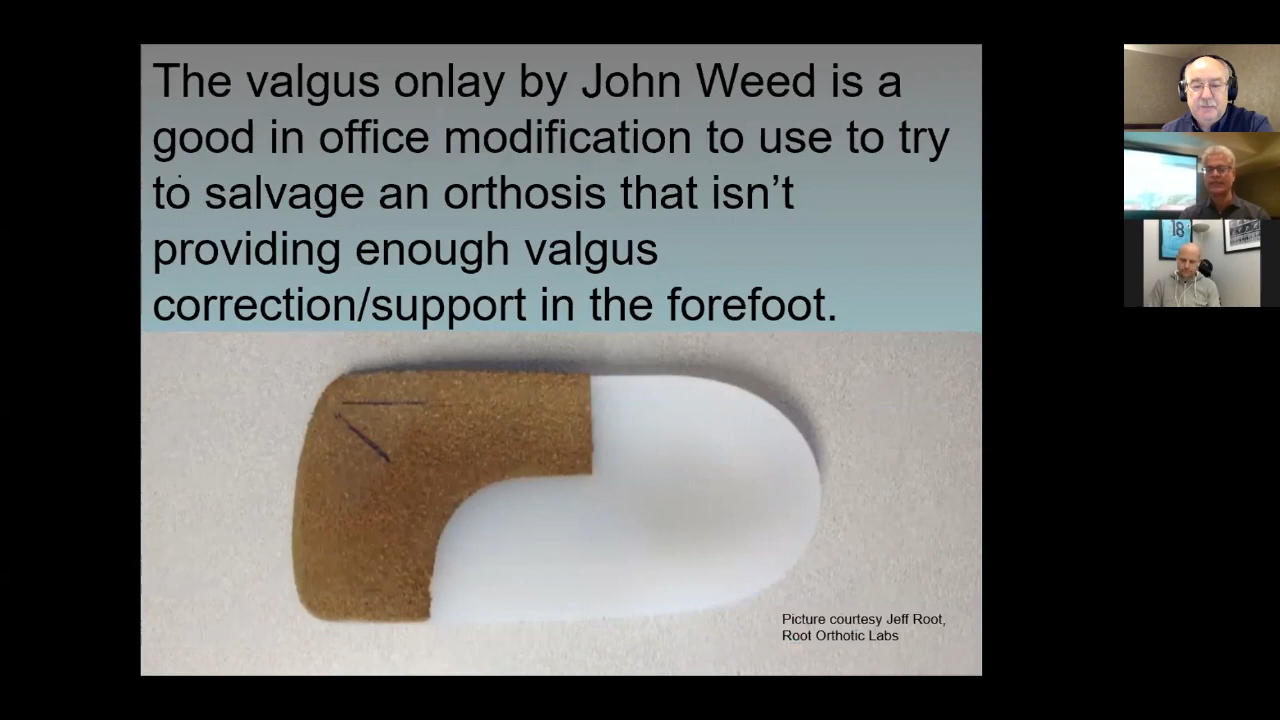 The valgus onlay by John Weed is a
good in office modification to use to try
to salvage an orthosis that isn’t
providing enough valgus
correction/support in the forefoot.
Picture courtesy Jeff Root,
Root Orthotic Labs
18